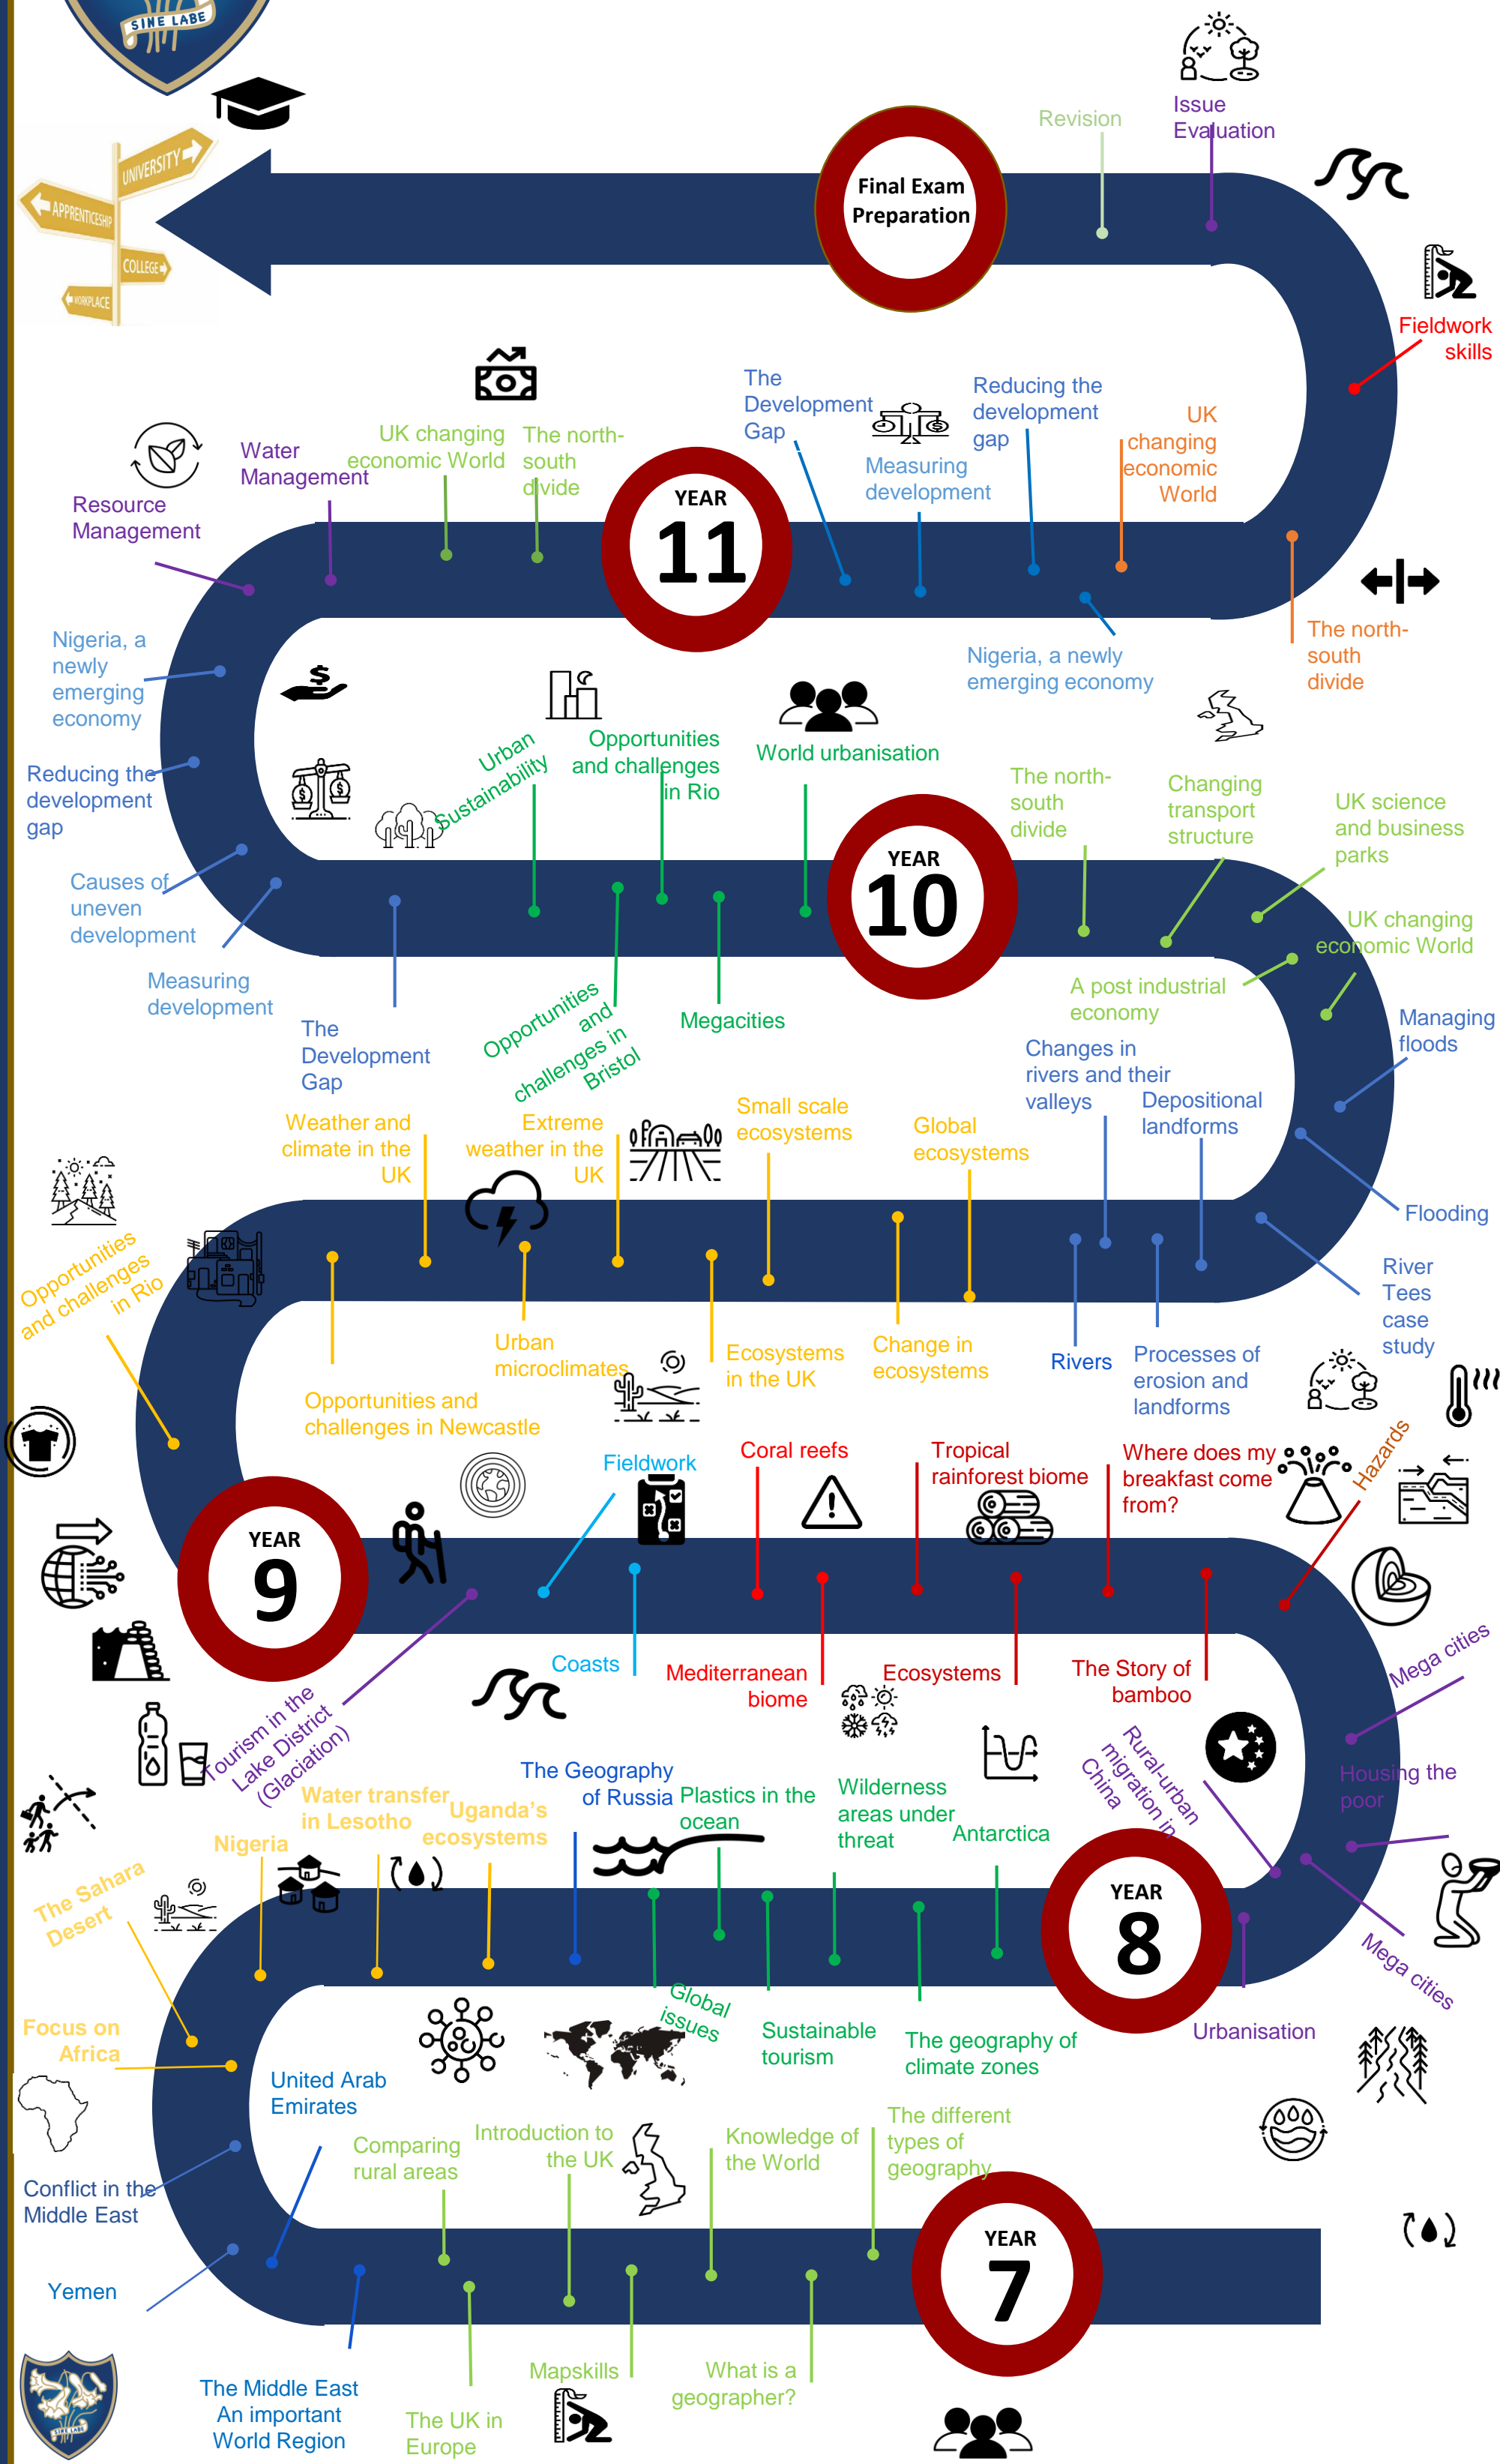 SINE LABE
UNIVERSITY
APPRENTICESHIP
COLLEGE
WORKPLACE
Final Exam
Preparation
Revision
Issue
Evaluation
Fieldwork
skills
The
Development
Gap
Reducing the
development
gap
Measuring
development
UK
changing
economic
World
UK changing
economic World
The north-
south
divide
Water
Management
Resource
Management
YEAR
11
Nigeria, a
newly
emerging
economy
Nigeria, a newly
emerging economy
The north-
south
divide
Reducing the
development
gap
Urban
Sustainability
Opportunities
and challenges
in Rio
World urbanisation
The north-
south
divide
Changing
transport
structure
UK science
and business
parks
YEAR
10
Causes of
uneven
development
UK changing
economic World
Measuring
development
The
Development
Gap
Opportunities
and
challenges in
Bristol
Megacities
A post industrial
economy
Managing
floods
Changes in
rivers and their
valleys
Depositional
landforms
Weather and
climate in the
UK
Extreme
weather in the
UK
Small scale
ecosystems
Global
ecosystems
Flooding
Opportunities
and challenges
in Rio
River
Tees
case
study
Urban
microclimates
Ecosystems
in the UK
Change in
ecosystems
Rivers
Processes of
erosion and
landforms
Opportunities and
challenges in Newcastle
Fieldwork
Coral reefs
Tropical
rainforest biome
Where does my
breakfast come
from?
Hazards
YEAR
9
Coasts
Mediterranean
biome
Ecosystems
The Story of
bamboo
Mega cities
Tourism in the
Lake District
(Glaciation)
Rural-urban
migration in
China
Housing the
poor
Water transfer
in Lesotho
Uganda's
ecosystems
The Geography
of Russia
Plastics in the
ocean
Wilderness
areas under
threat
Antarctica
Nigeria
The Sahara
Desert
YEAR
8
Mega cities
Global
issues
Sustainable
tourism
The geography of
climate zones
Urbanisation
Focus on
Africa
United Arab
Emirates
Comparing
rural areas
Introduction to
the UK
Knowledge of
the World
The different
types of
geography
Conflict in the
Middle East
YEAR
7
Yemen
The Middle East
An important
World Region
The UK in
Europe
Mapskills
What is a
geographer?
SINE LABE